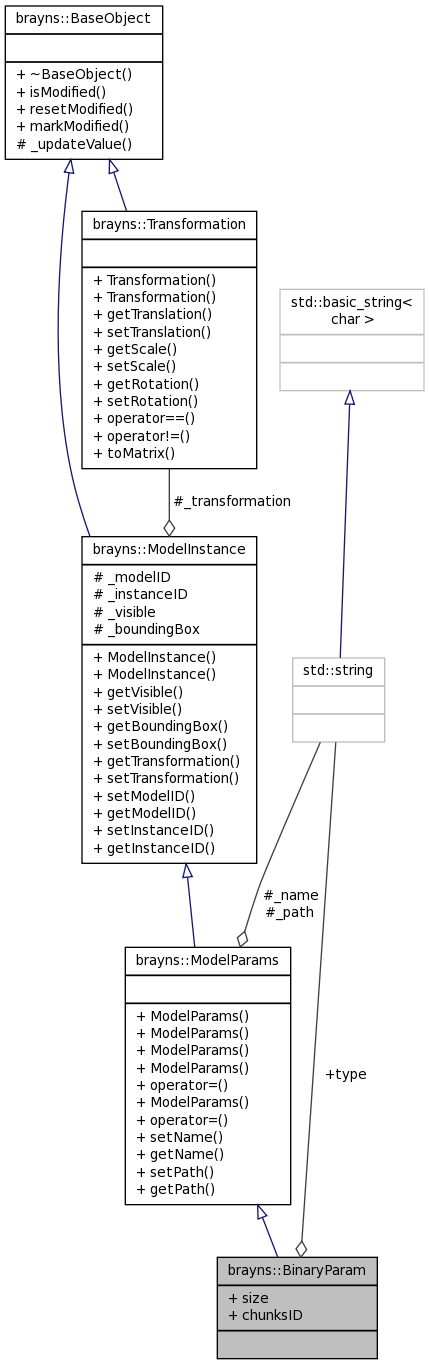 brayns::BaseObject
+ ~BaseObject()
+ isModified()
+ resetModified()
+ markModified()
# _updateValue()
brayns::Transformation
+ Transformation()
+ Transformation()
+ getTranslation()
+ setTranslation()
+ getScale()
+ setScale()
+ getRotation()
+ setRotation()
+ operator==()
+ operator!=()
+ toMatrix()
std::basic_string<
char >
#_transformation
brayns::ModelInstance
# _modelID
# _instanceID
# _visible
# _boundingBox
+ ModelInstance()
+ ModelInstance()
+ getVisible()
+ setVisible()
+ getBoundingBox()
+ setBoundingBox()
+ getTransformation()
+ setTransformation()
+ setModelID()
+ getModelID()
+ setInstanceID()
+ getInstanceID()
std::string
#_name
#_path
brayns::ModelParams
+ ModelParams()
+ ModelParams()
+ ModelParams()
+ ModelParams()
+ operator=()
+ ModelParams()
+ operator=()
+ setName()
+ getName()
+ setPath()
+ getPath()
+type
brayns::BinaryParam
+ size
+ chunksID